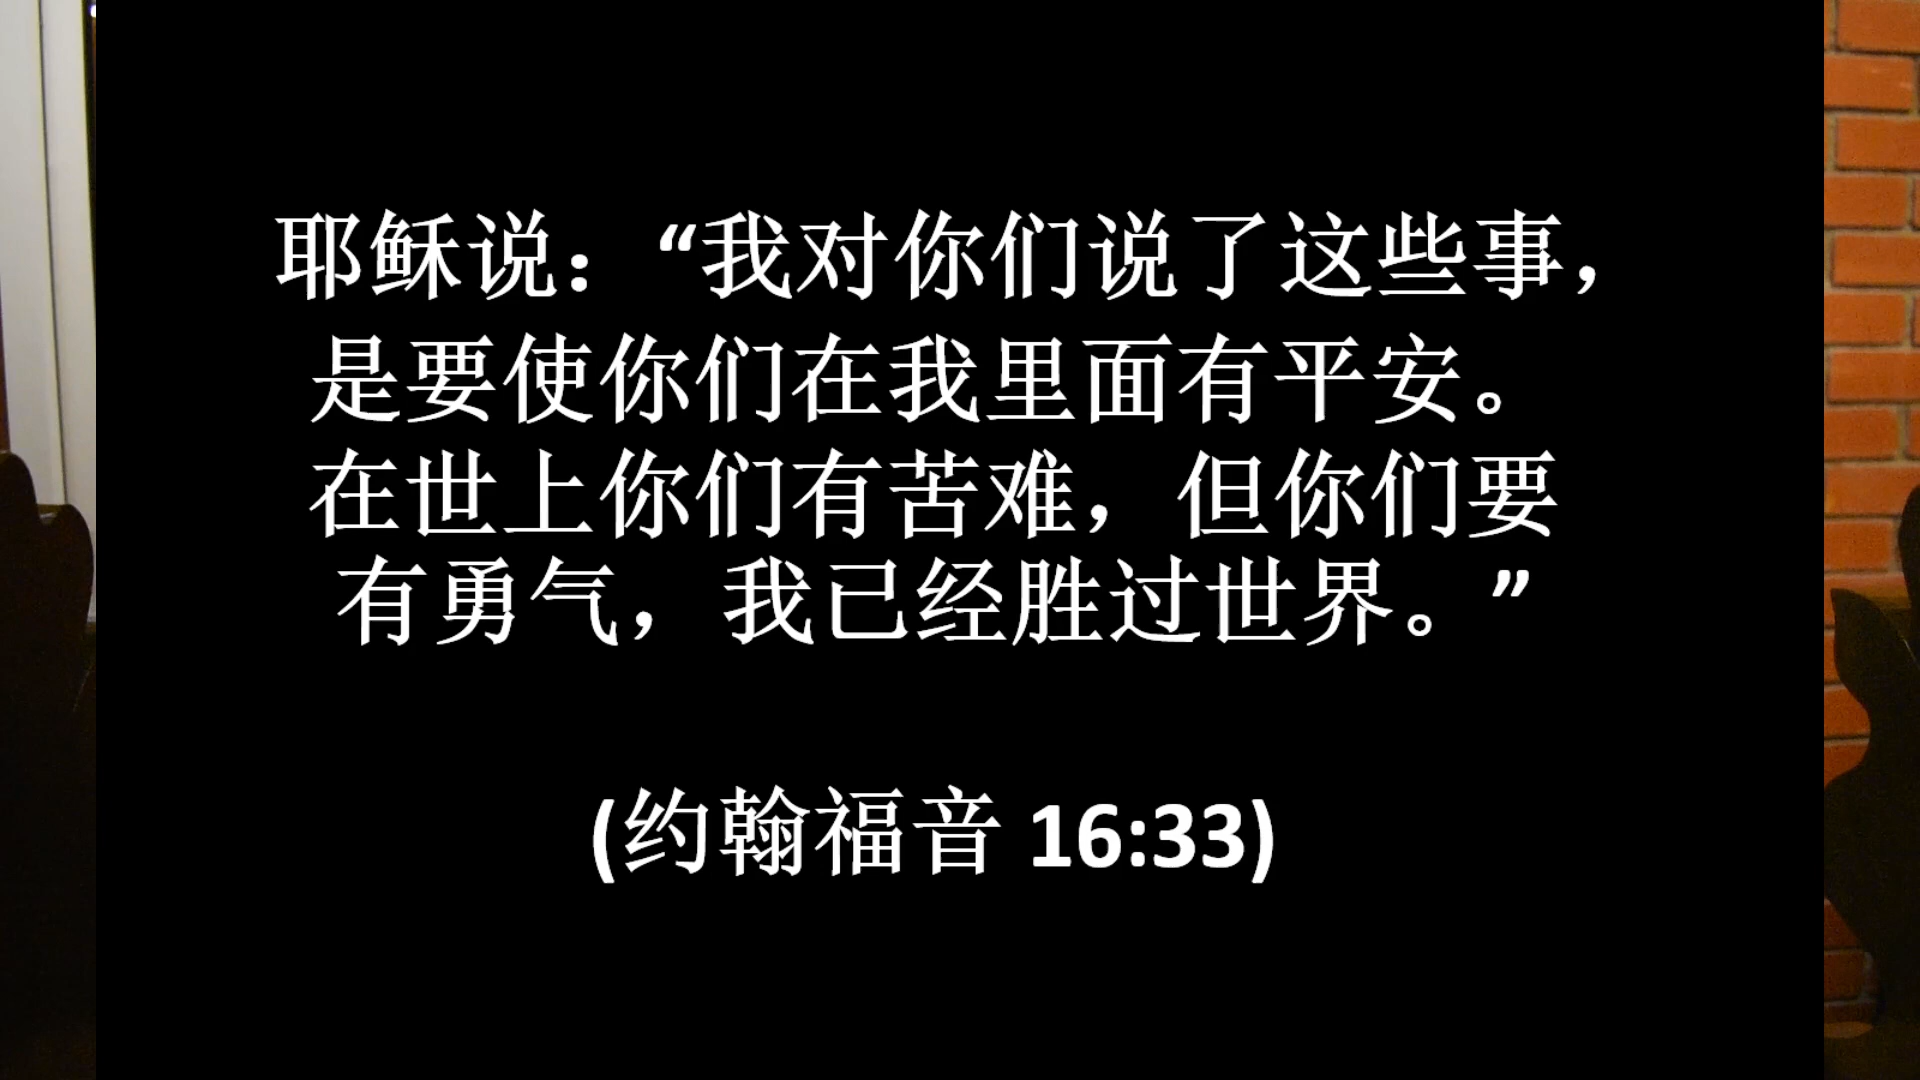 耶稣说：“我对你们说了这些事，
是要使你们在我里面有平安。
在世上你们有苦难，但你们要
有勇气，我已经胜过世界。”
(约翰福音 16:33)